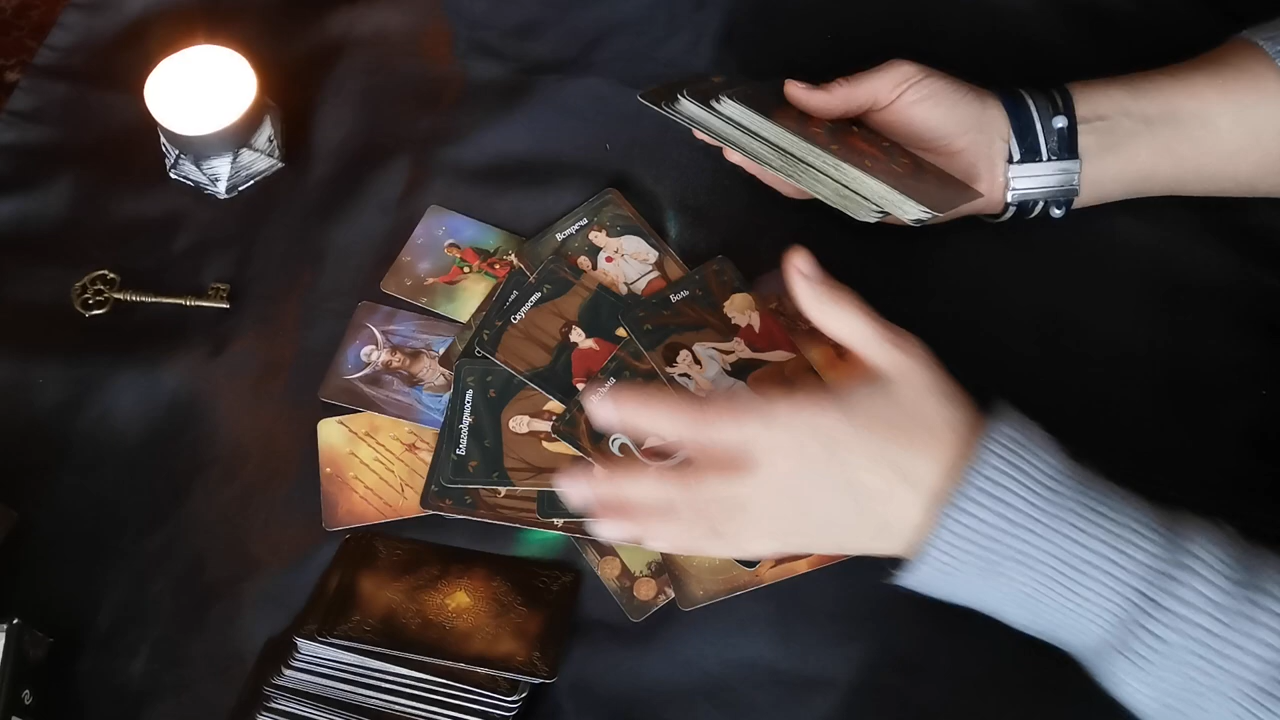 Встреча
Скупость
Боль
Ведьма
Благодарность